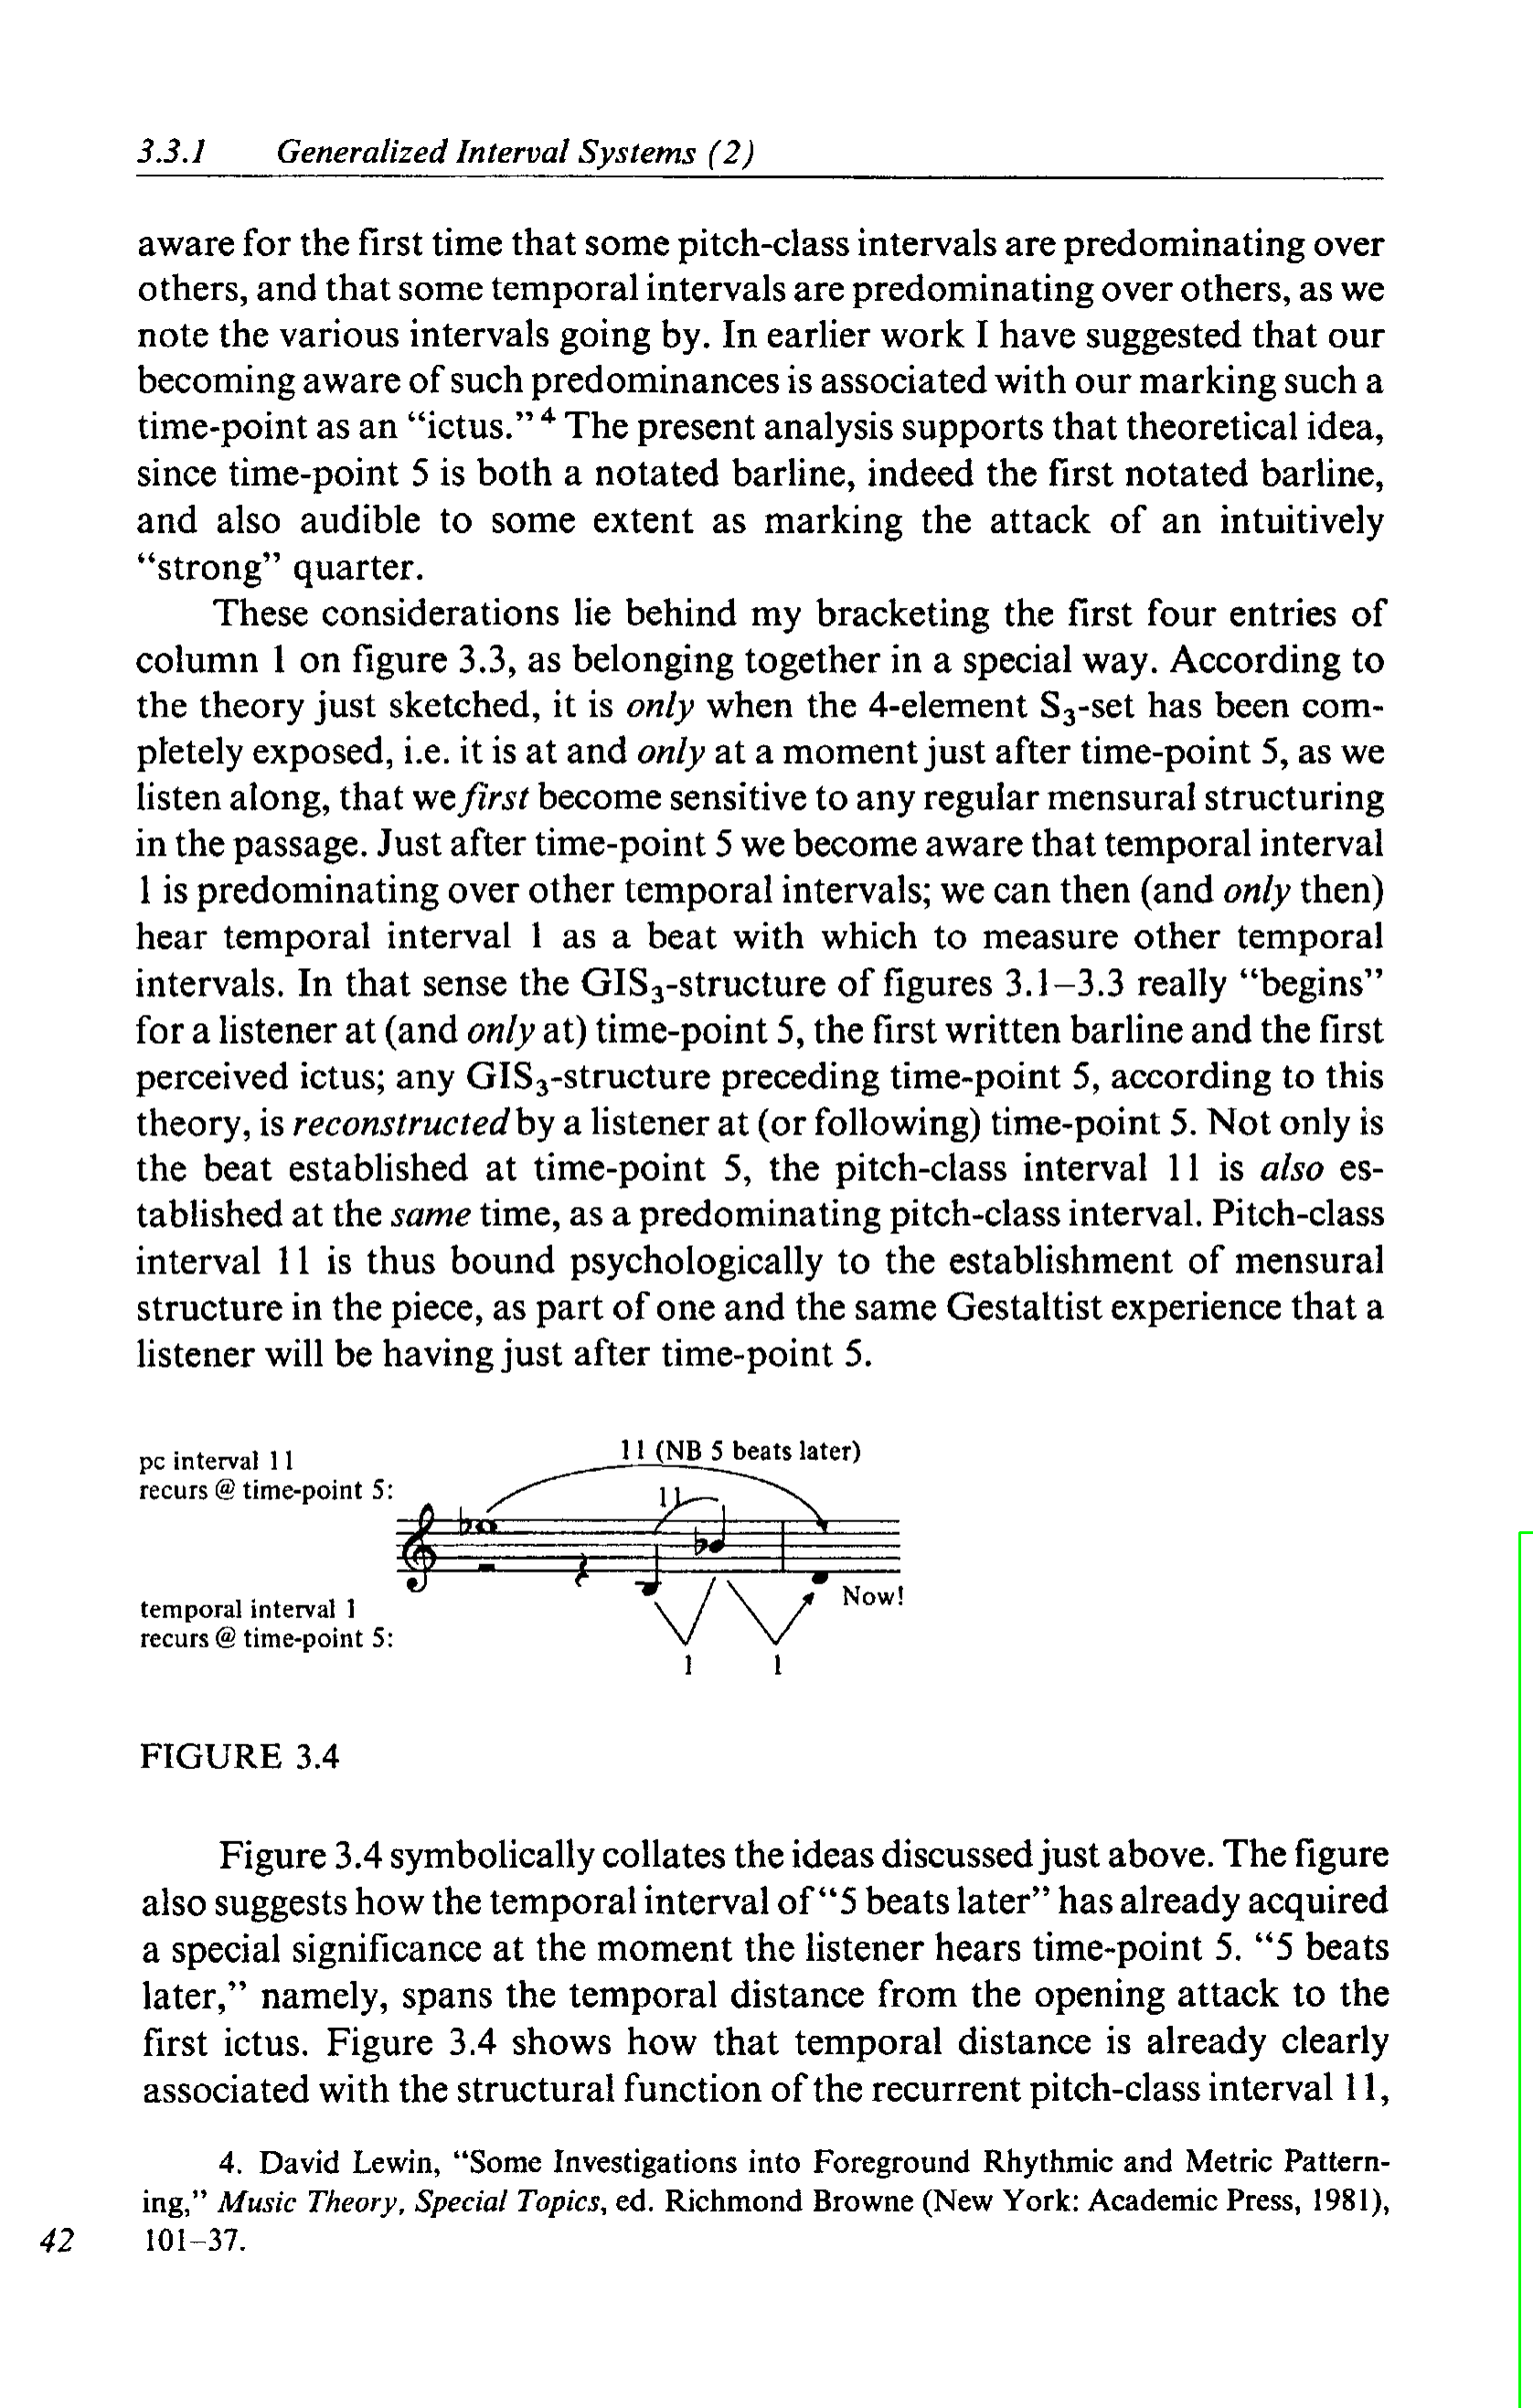 3.3.1 Generalized Interval Systems (2)
aware for the first time that some pitch-class intervals are predominating over
others, and that some temporal intervals are predominating over others, as we
note the various intervals going by. In earlier work I have suggested that our
becoming aware of such predominances is associated with our marking such a
time-point as an “ictus.” 4 The present analysis supports that theoretical idea,
since time-point 5 is both a notated barline, indeed the first notated barline,
and also audible to some extent as marking the attack of an intuitively
“strong” quarter.
These considerations lie behind my bracketing the first four entries of
column 1 on figure 3.3, as belonging together in a special way. According to
the theory just sketched, it is only when the 4-element S3-set has been com-
pletely exposed, i.e. it is at and only at a moment just after time-point 5, as we
listen along, that we first become sensitive to any regular mensural structuring
in the passage. Just after time-point 5 we become aware that temporal interval
1 is predominating over other temporal intervals; we can then (and only then)
hear temporal interval 1 as a beat with which to measure other temporal
intervals. In that sense the GIS3-structure of figures 3.1–3.3 really “begins”
for a listener at (and only at) time-point 5, the first written barline and the first
perceived ictus; any GIS3-structure preceding time-point 5, according to this
theory, is reconstructed by a listener at (or following) time-point 5. Not only is
the beat established at time-point 5, the pitch-class interval 11 is also es-
tablished at the same time, as a predominating pitch-class interval. Pitch-class
interval 11 is thus bound psychologically to the establishment of mensural
structure in the piece, as part of one and the same Gestaltist experience that a
listener will be having just after time-point 5.
pc interval 11
recurs @ time-point 5:
11 (NB 5 beats later)
11
Now!
temporal interval 1
recurs @ time-point 5:
1 1
FIGURE 3.4
Figure 3.4 symbolically collates the ideas discussed just above. The figure
also suggests how the temporal interval of “5 beats later” has already acquired
a special significance at the moment the listener hears time-point 5. “5 beats
later,” namely, spans the temporal distance from the opening attack to the
first ictus. Figure 3.4 shows how that temporal distance is already clearly
associated with the structural function of the recurrent pitch-class interval 11,
4. David Lewin, “Some Investigations into Foreground Rhythmic and Metric Pattern-
ing,” Music Theory, Special Topics, ed. Richmond Browne (New York: Academic Press, 1981),
42 101–37.